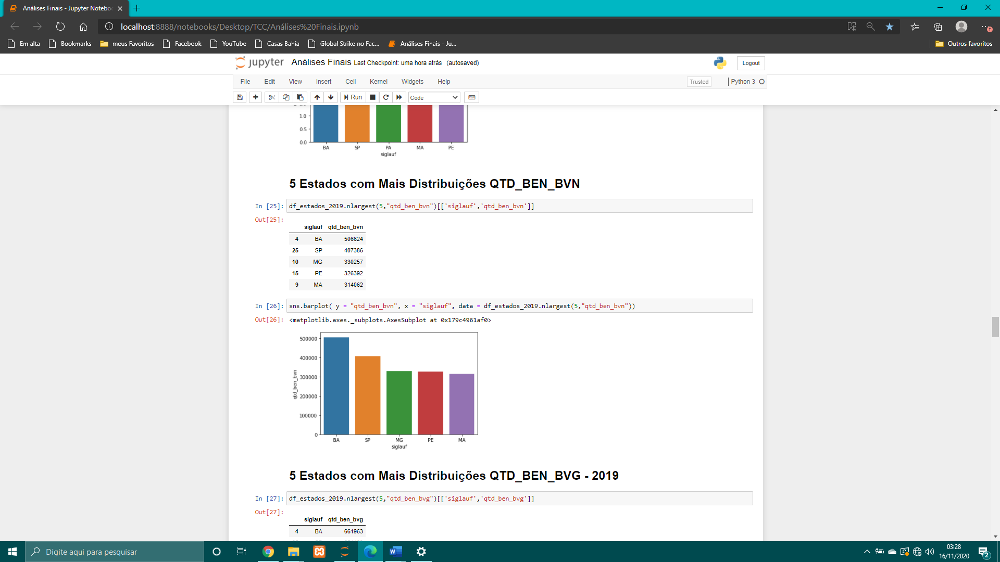 Análises Finais - Jupyter Notebo
localhost:8888/notebooks/Desktop/TCC/Análises%20Finais.ipynb
Em alta Bookmarks meus Favoritos Facebook YouTube Casas Bahia Global Strike no Fac... Análises Finais - Ju... Outros favoritos
jupyter Análises Finais Last Checkpoint: uma hora atrás (autosaved) Logout
File Edit View Insert Cell Kernel Widgets Help Trusted Python 3
Run Code
1.0
0.5
0.0
BA SP PA MA PE
siglauf
5 Estados com Mais Distribuições QTD_BEN_BVN
In [25]: df_estados_2019.nlargest(5,"qtd_ben_bvn")[['siglauf','qtd_ben_bvn']]
Out[25]:
siglauf qtd_ben_bvn
4 BA 506624
25 SP 407386
10 MG 330257
15 PE 326392
9 MA 314062
In [26]: sns.barplot( y = "qtd_ben_bvn", x = "siglauf", data = df_estados_2019.nlargest(5,"qtd_ben_bvn"))
Out[26]: <matplotlib.axes._subplots.AxesSubplot at 0x179c4961af0>
500000
400000
300000
200000
100000
0
qtd_ben_bvn
BA SP MG PE MA
siglauf
5 Estados com Mais Distribuições QTD_BEN_BVG - 2019
In [27]: df_estados_2019.nlargest(5,"qtd_ben_bvg")[['siglauf','qtd_ben_bvg']]
Out[27]:
siglauf qtd_ben_bvg
4 BA 661963
Digite aqui para pesquisar
03:28
16/11/2020
2